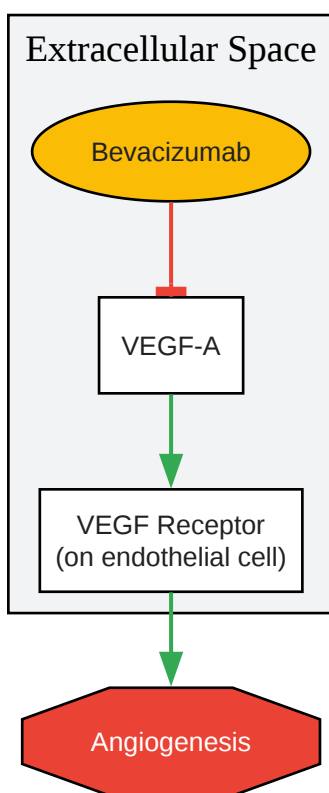 Extracellular Space
Bevacizumab
VEGF-A
VEGF Receptor
(on endothelial cell)
Angiogenesis